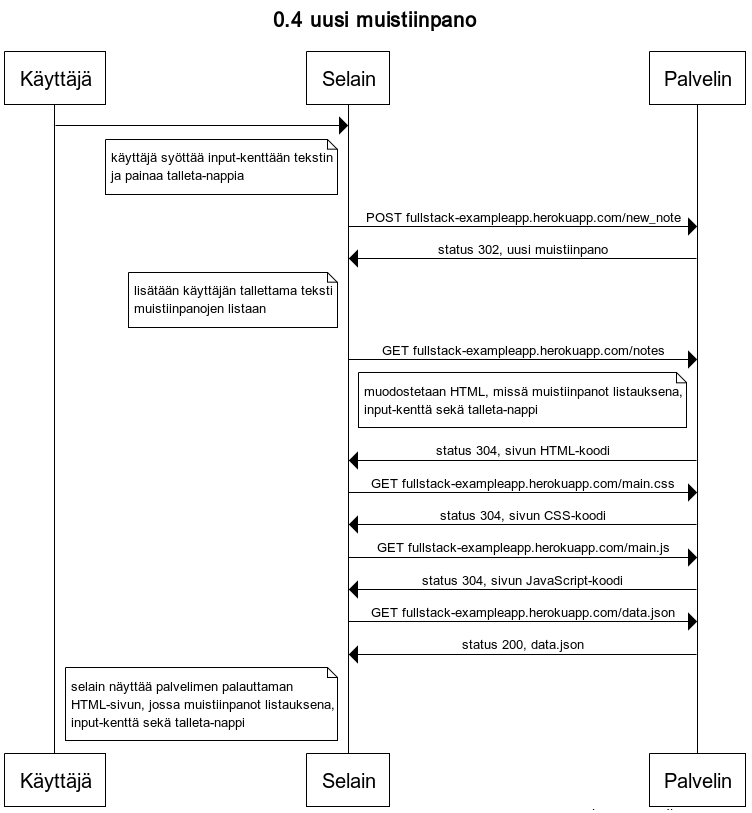 0.4 uusi muistiinpano
Käyttäjä
Selain
Palvelin
käyttäjä syöttää input-kenttään tekstin
ja painaa talleta-nappia
POST fullstack-exampleapp.herokuapp.com/new_note
status 302, uusi muistiinpano
lisätään käyttäjän tallettama teksti
muistiinpanojen listaan
GET fullstack-exampleapp.herokuapp.com/notes
muodostetaan HTML, missä muistiinpanot listauksena,
input-kenttä sekä talleta-nappi
status 304, sivun HTML-koodi
GET fullstack-exampleapp.herokuapp.com/main.css
status 304, sivun CSS-koodi
GET fullstack-exampleapp.herokuapp.com/main.js
status 304, sivun JavaScript-koodi
GET fullstack-exampleapp.herokuapp.com/data.json
status 200, data.json
selain näyttää palvelimen palauttaman
HTML-sivun, jossa muistiinpanot listauksena,
input-kenttä sekä talleta-nappi
Käyttäjä
Selain
Palvelin